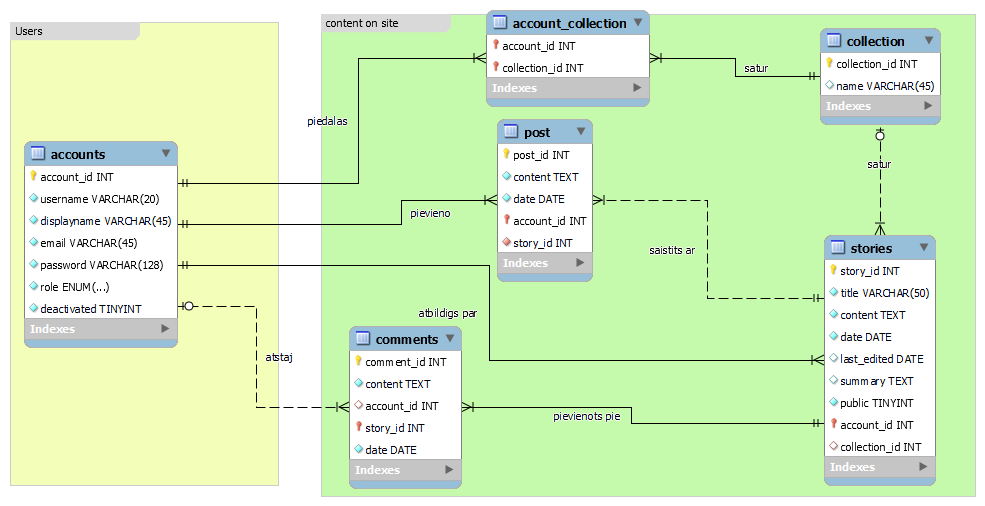 Users
content on site
account_collection
account_id INT
collection_id INT
Indexes
collection
collection_id INT
name VARCHAR(45)
Indexes
satur
piedalas
post
post_id INT
content TEXT
date DATE
account_id INT
story_id INT
Indexes
accounts
account_id INT
username VARCHAR(20)
displayname VARCHAR(45)
email VARCHAR(45)
password VARCHAR(128)
role ENUM(...)
deactivated TINYINT
Indexes
satur
pievieno
saistits ar
stories
story_id INT
title VARCHAR(50)
content TEXT
date DATE
last_edited DATE
summary TEXT
public TINYINT
account_id INT
collection_id INT
Indexes
atbildigs par
atstaj
comments
comment_id INT
content TEXT
account_id INT
story_id INT
date DATE
Indexes
pievienots pie